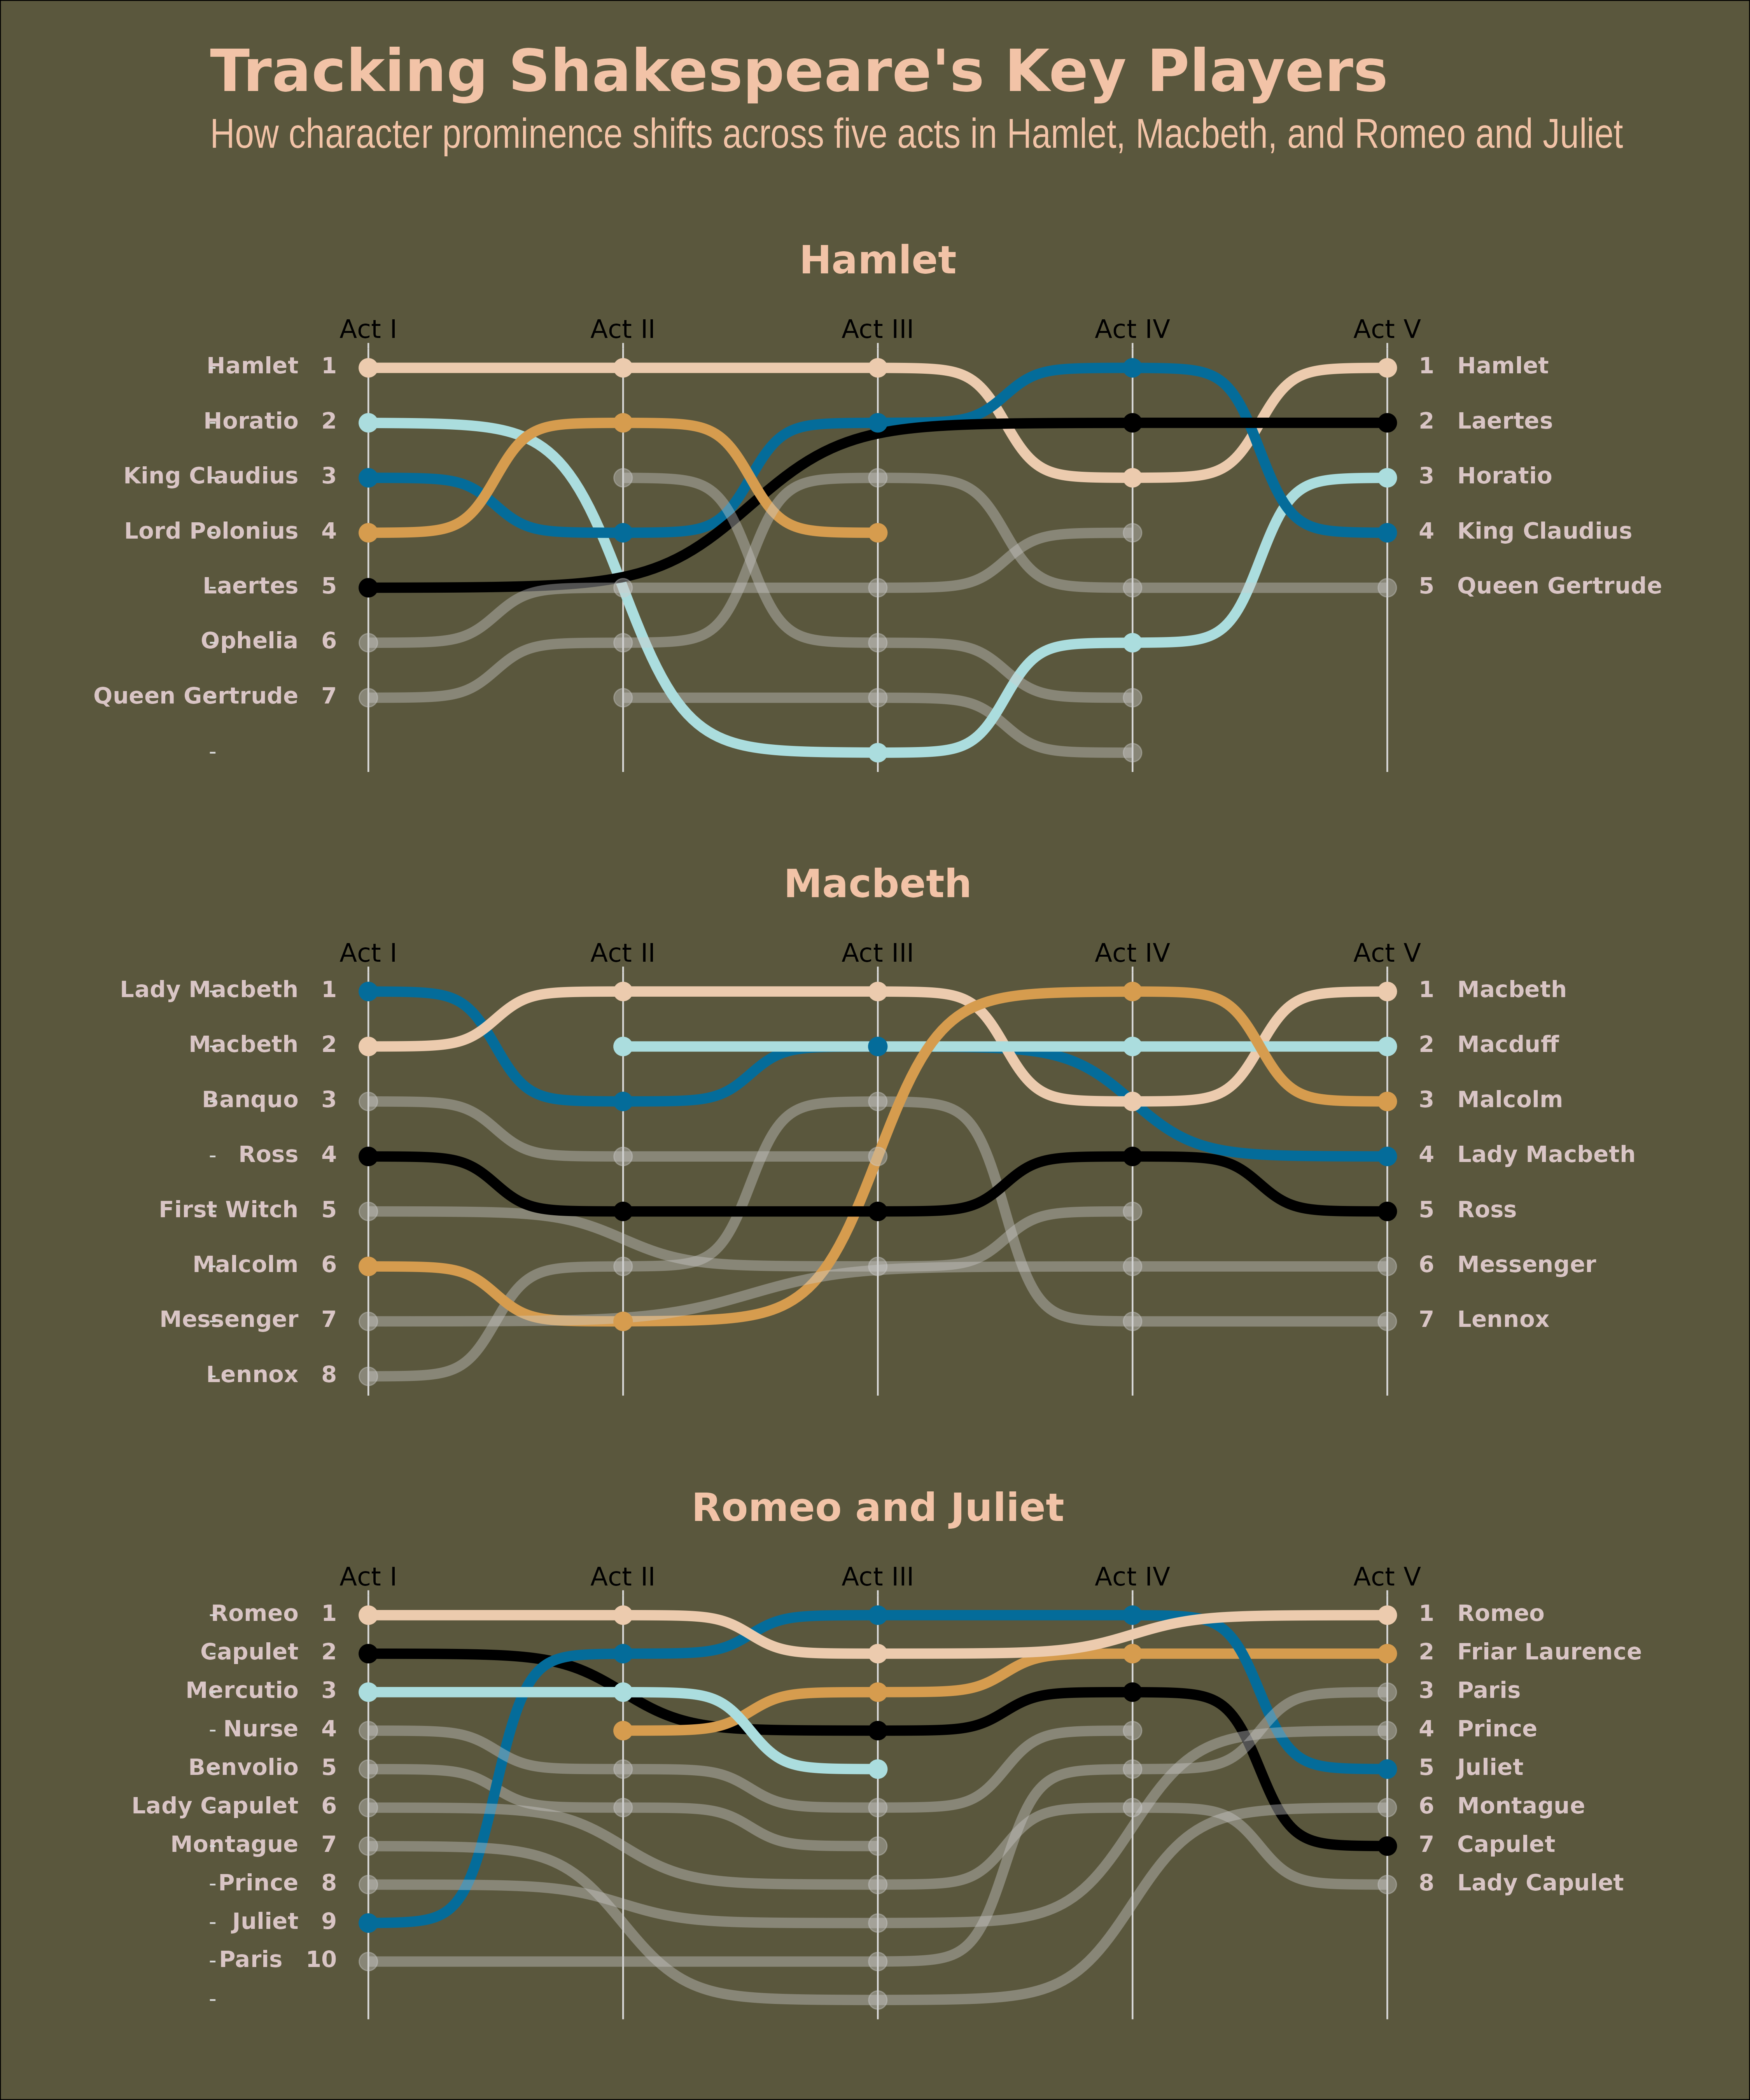 Tracking Shakespeare's Key Players
How character prominence shifts across five acts in Hamlet, Macbeth, and Romeo and Juliet
Hamlet
Act I Act II Act III Act IV Act V
Hamlet 1 1 Hamlet
Horatio 2 2 Laertes
King Claudius 3 3 Horatio
Lord Polonius 4 4 King Claudius
Laertes 5 5 Queen Gertrude
Ophelia 6
Queen Gertrude 7
-
Macbeth
Act I Act II Act III Act IV Act V
Lady Macbeth 1 1 Macbeth
Macbeth 2 2 Macduff
Banquo 3 3 Malcolm
- Ross 4 4 Lady Macbeth
First Witch 5 5 Ross
Malcolm 6 6 Messenger
Messenger 7 7 Lennox
Lennox 8
Romeo and Juliet
Act I Act II Act III Act IV Act V
Romeo 1 1 Romeo
Capulet 2 2 Friar Laurence
Mercutio 3 3 Paris
- Nurse 4 4 Prince
Benvolio 5 5 Juliet
Lady Capulet 6 6 Montague
Montague 7 7 Capulet
- Prince 8 8 Lady Capulet
- Juliet 9
- Paris 10
-